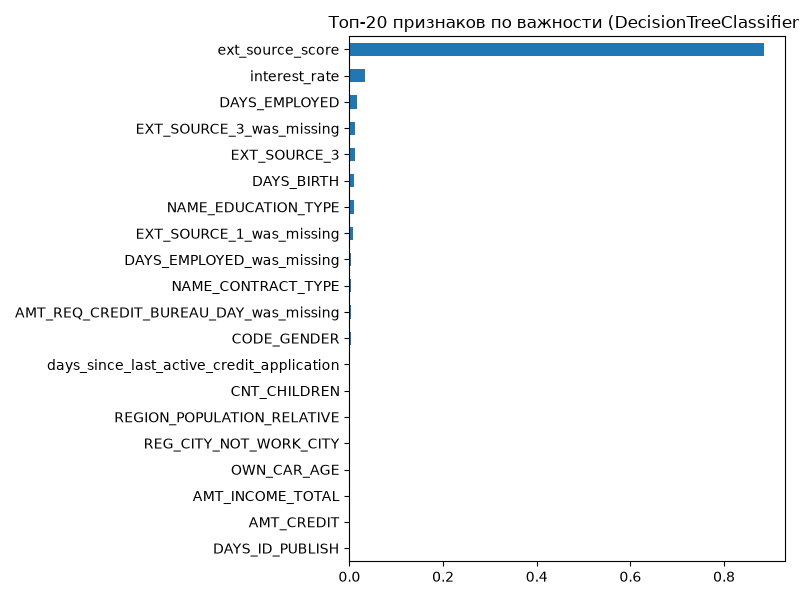 Топ-20 признаков по важности (DecisionTreeClassifier
ext_source_score
interest_rate
DAYS_EMPLOYED
EXT_SOURCE_3_was_missing
EXT_SOURCE_3
DAYS_BIRTH
NAME_EDUCATION_TYPE
EXT_SOURCE_1_was_missing
DAYS_EMPLOYED_was_missing
NAME_CONTRACT_TYPE
AMT_REQ_CREDIT_BUREAU_DAY_was_missing
CODE_GENDER
days_since_last_active_credit_application
CNT_CHILDREN
REGION_POPULATION_RELATIVE
REG_CITY_NOT_WORK_CITY
OWN_CAR_AGE
AMT_INCOME_TOTAL
AMT_CREDIT
DAYS_ID_PUBLISH
0.0 0.2 0.4 0.6 0.8